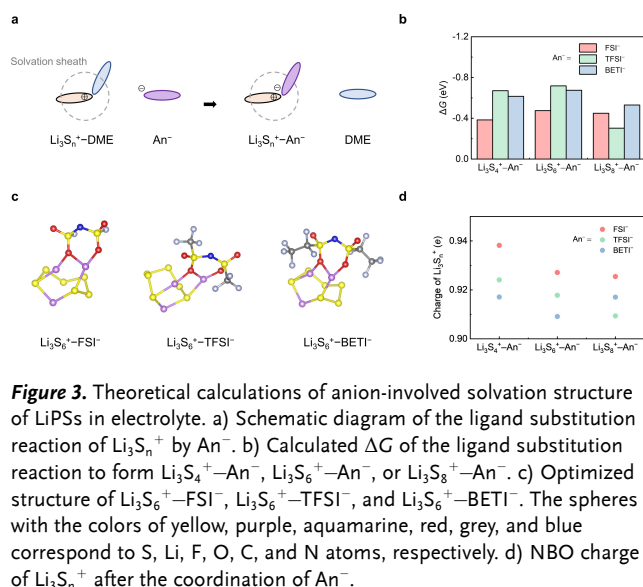 a
Solvation sheath
⊕
⊖
⊕
⊖
Li₃Sₙ⁺–DME
An⁻
Li₃Sₙ⁺–An⁻
DME
b
FSI⁻
An⁻ = TFSI⁻
BETI⁻
ΔG (eV)
-1.2
-0.8
-0.4
0.0
Li₃S₄⁺–An⁻ Li₃S₆⁺–An⁻ Li₃S₈⁺–An⁻
c
Li₃S₆⁺–FSI⁻
Li₃S₆⁺–TFSI⁻
Li₃S₆⁺–BETI⁻
d
FSI⁻
An⁻ = TFSI⁻
BETI⁻
Charge of Li₃Sₙ⁺ (e)
0.94
0.92
0.90
Li₃S₄⁺–An⁻ Li₃S₆⁺–An⁻ Li₃S₈⁺–An⁻
Figure 3. Theoretical calculations of anion-involved solvation structure
of LiPSs in electrolyte. a) Schematic diagram of the ligand substitution
reaction of Li₃Sₙ⁺ by An⁻. b) Calculated ΔG of the ligand substitution
reaction to form Li₃S₄⁺–An⁻, Li₃S₆⁺–An⁻, or Li₃S₈⁺–An⁻. c) Optimized
structure of Li₃S₆⁺–FSI⁻, Li₃S₆⁺–TFSI⁻, and Li₃S₆⁺–BETI⁻. The spheres
with the colors of yellow, purple, aquamarine, red, grey, and blue
correspond to S, Li, F, O, C, and N atoms, respectively. d) NBO charge
of Li₃Sₙ⁺ after the coordination of An⁻.